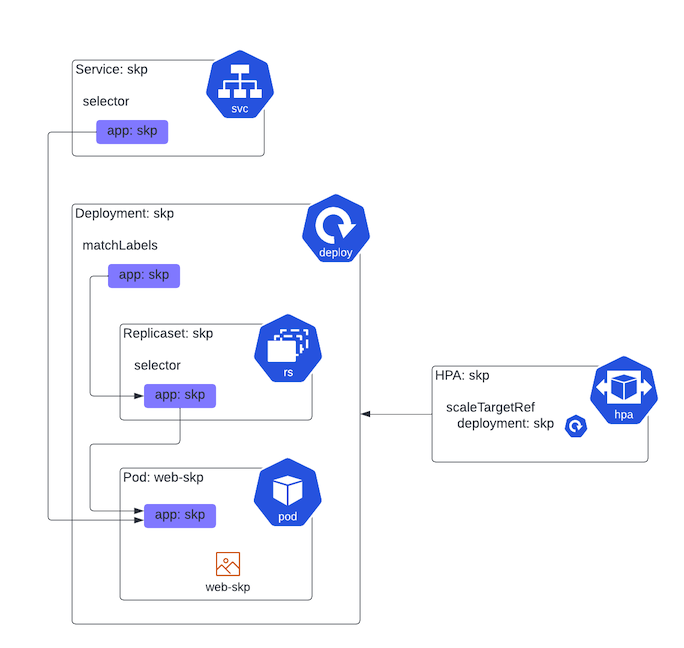 Service: skp
svc
selector
app: skp
Deployment: skp
deploy
matchLabels
app: skp
Replicaset: skp
rs
selector
app: skp
HPA: skp
hpa
scaleTargetRef
deployment: skp
Pod: web-skp
pod
app: skp
web-skp